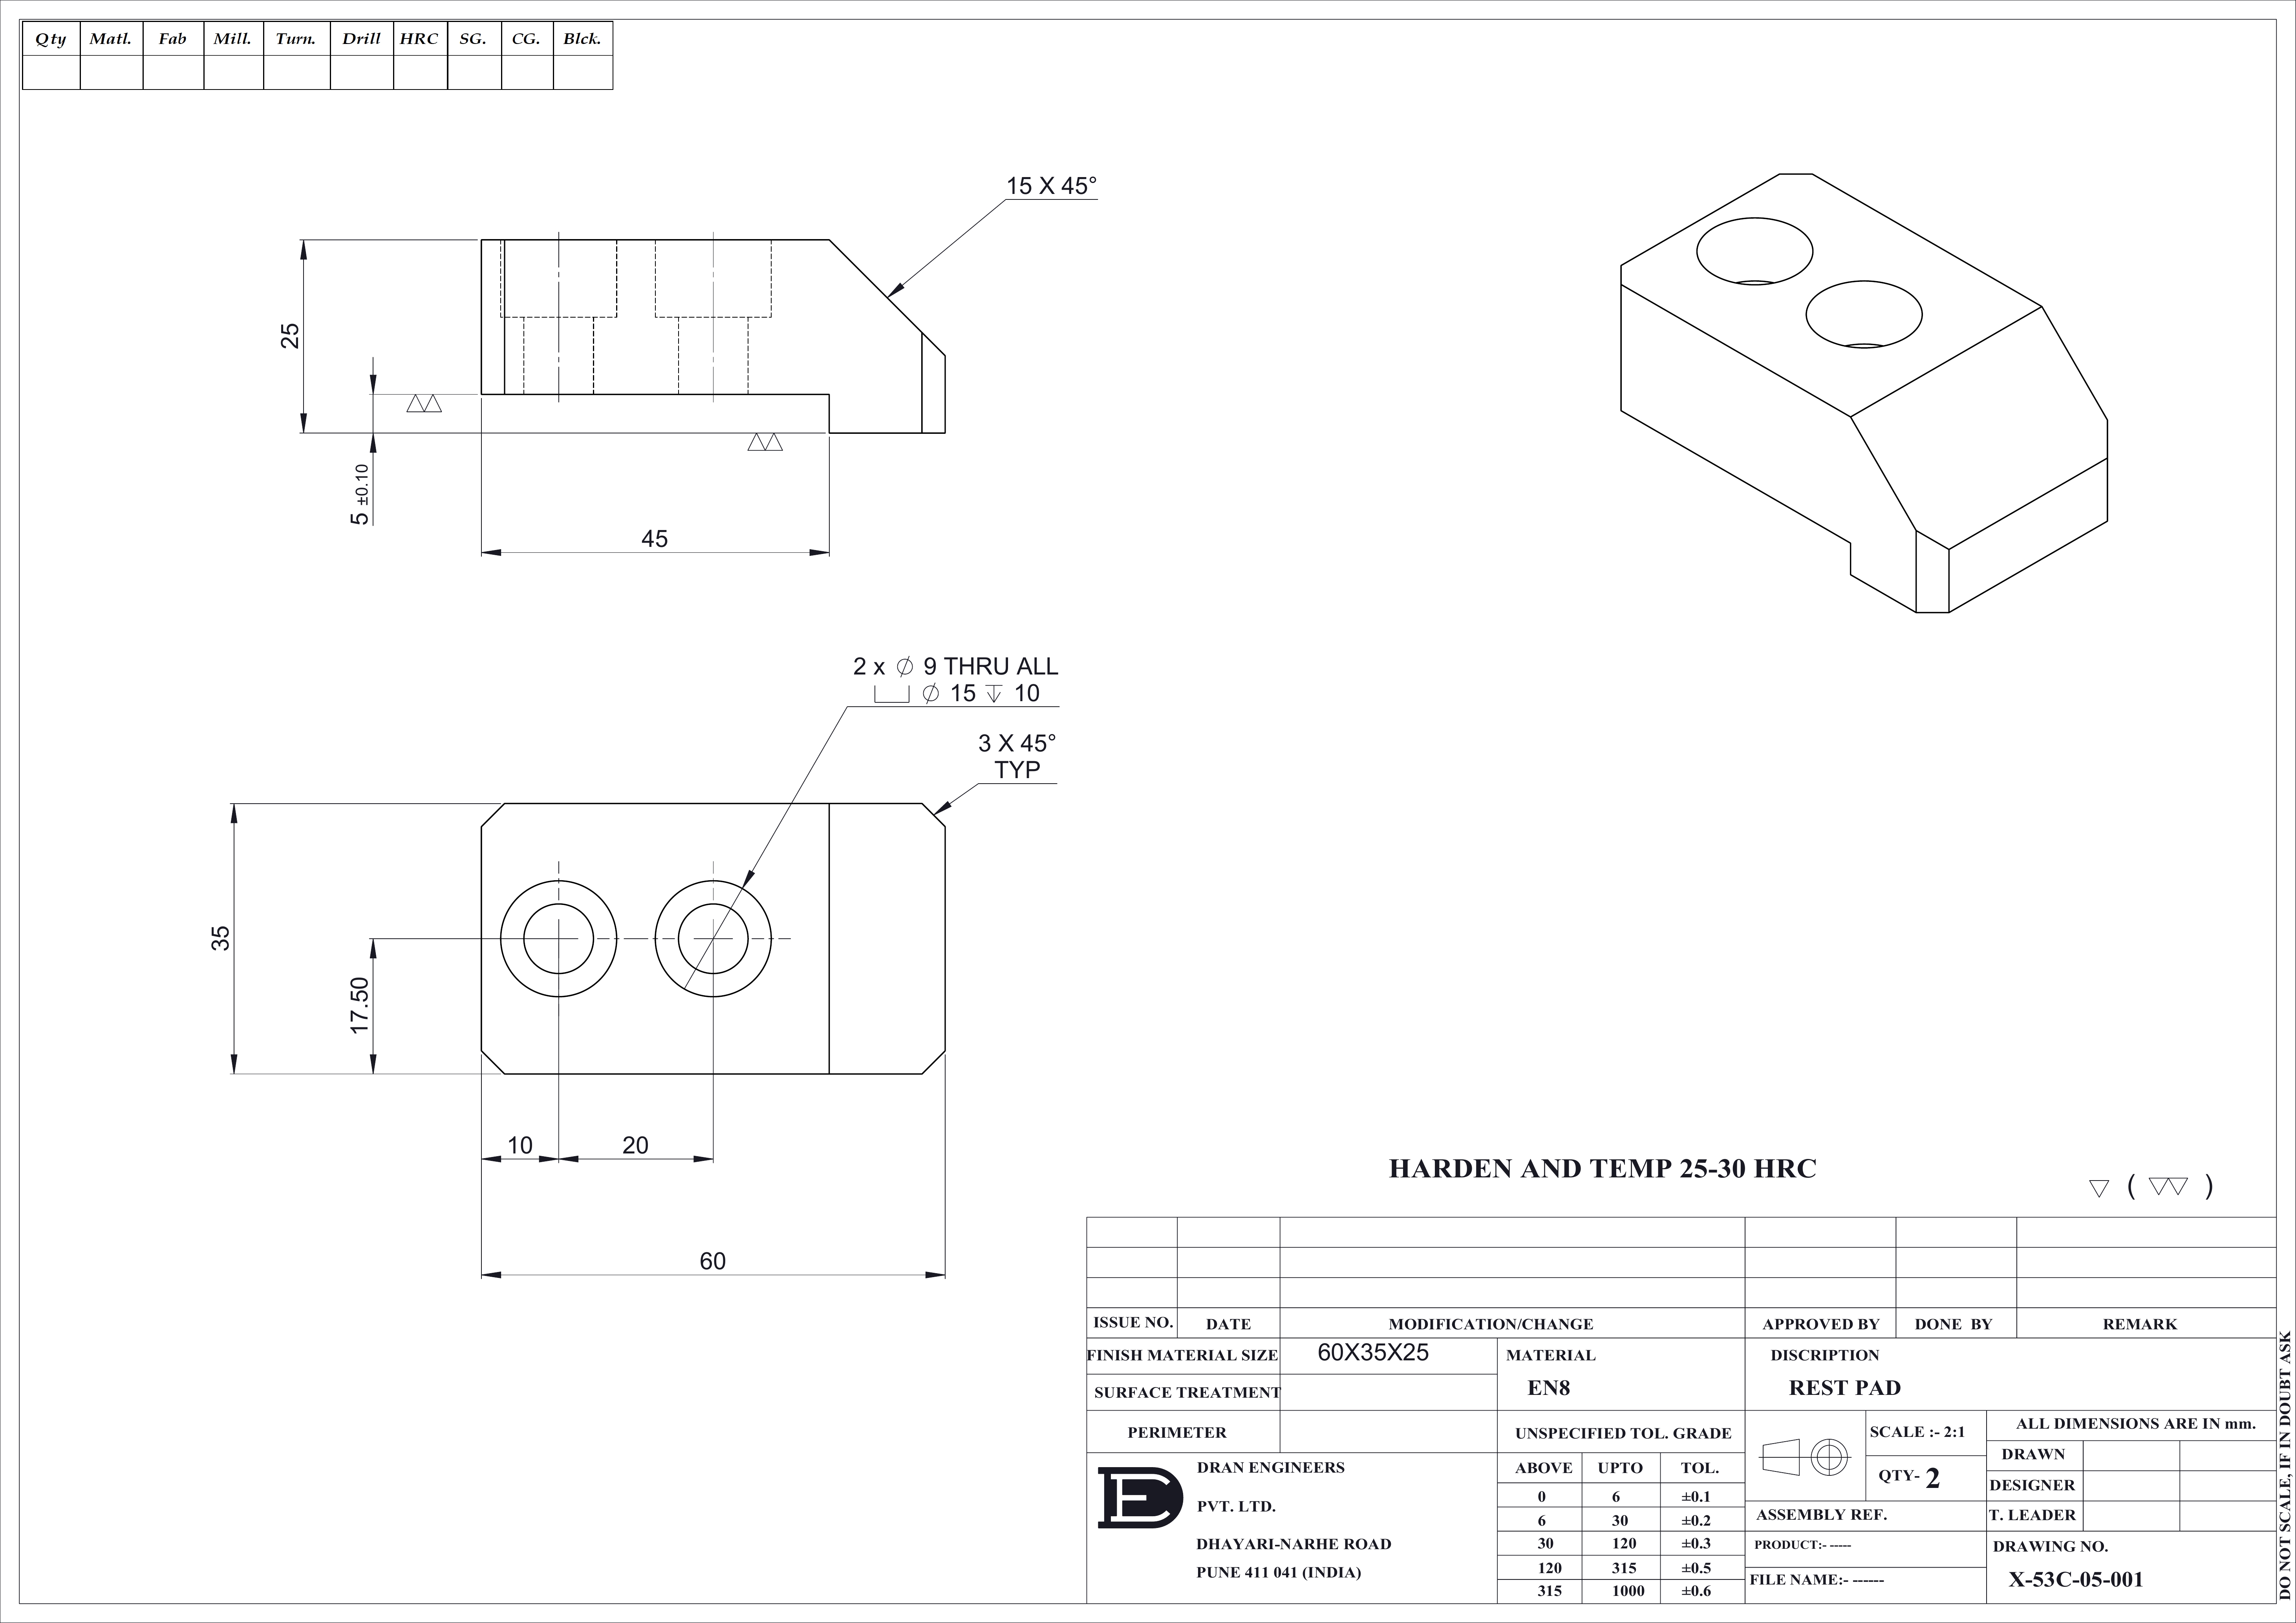 Qty Matl. Fab Mill. Turn. Drill HRC SG. CG. Blck.
15 X 45°
25
5 ±0.10
45
2 x ⌀ 9 THRU ALL
⌴ ⌀ 15 ↧ 10
3 X 45°
TYP
35
17.50
10 20
60
HARDEN AND TEMP 25-30 HRC
( )
ISSUE NO. DATE MODIFICATION/CHANGE APPROVED BY DONE BY REMARK
FINISH MATERIAL SIZE 60X35X25 MATERIAL DISCRIPTION
SURFACE TREATMENT EN8 REST PAD
PERIMETER UNSPECIFIED TOL. GRADE SCALE :- 2:1 ALL DIMENSIONS ARE IN mm.
DRAN ENGINEERS
PVT. LTD.
DHAYARI-NARHE ROAD
PUNE 411 041 (INDIA)
ABOVE UPTO TOL.
0 6 ±0.1
6 30 ±0.2
30 120 ±0.3
120 315 ±0.5
315 1000 ±0.6
QTY- 2
DRAWN
DESIGNER
T. LEADER
ASSEMBLY REF.
PRODUCT:- -----
FILE NAME:- ------
DRAWING NO.
X-53C-05-001
DO NOT SCALE, IF IN DOUBT ASK